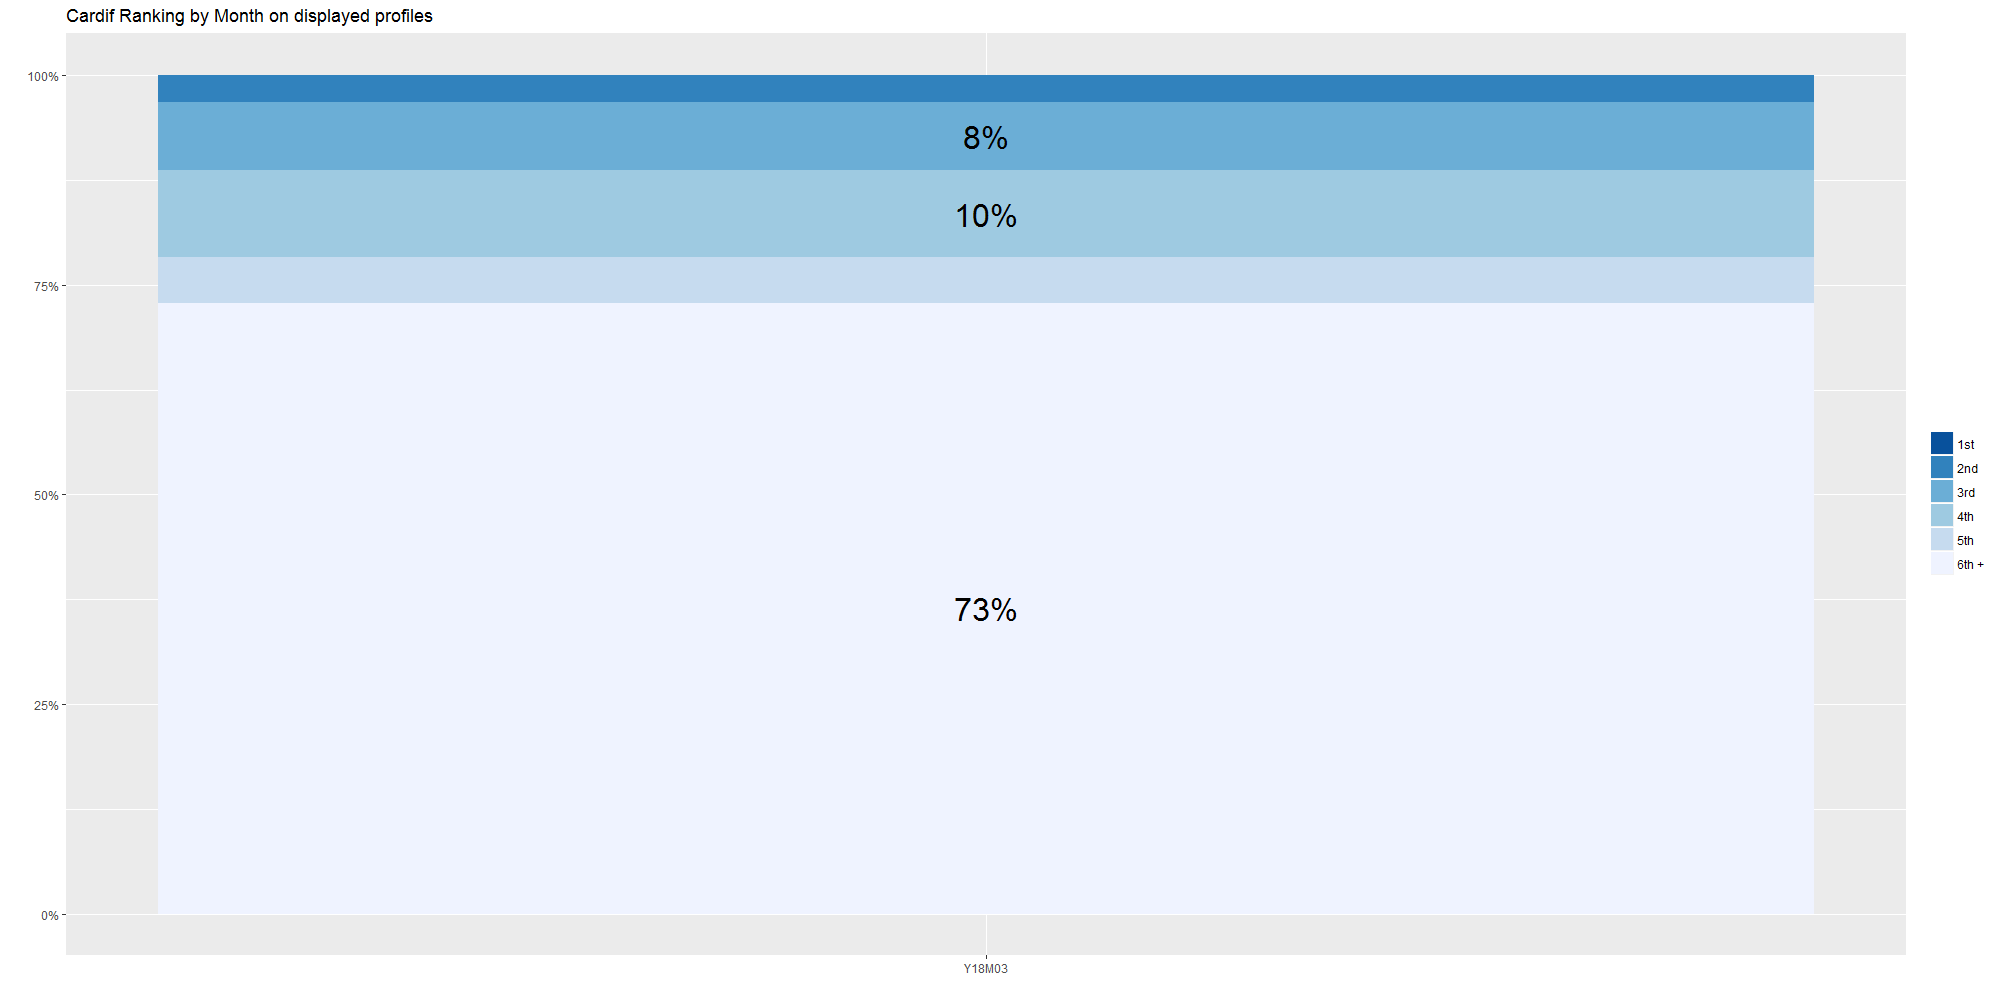 Cardif Ranking by Month on displayed profiles
100%
8%
10%
75%
1st
2nd
50%
3rd
4th
5th
6th +
73%
25%
0%
Y18M03